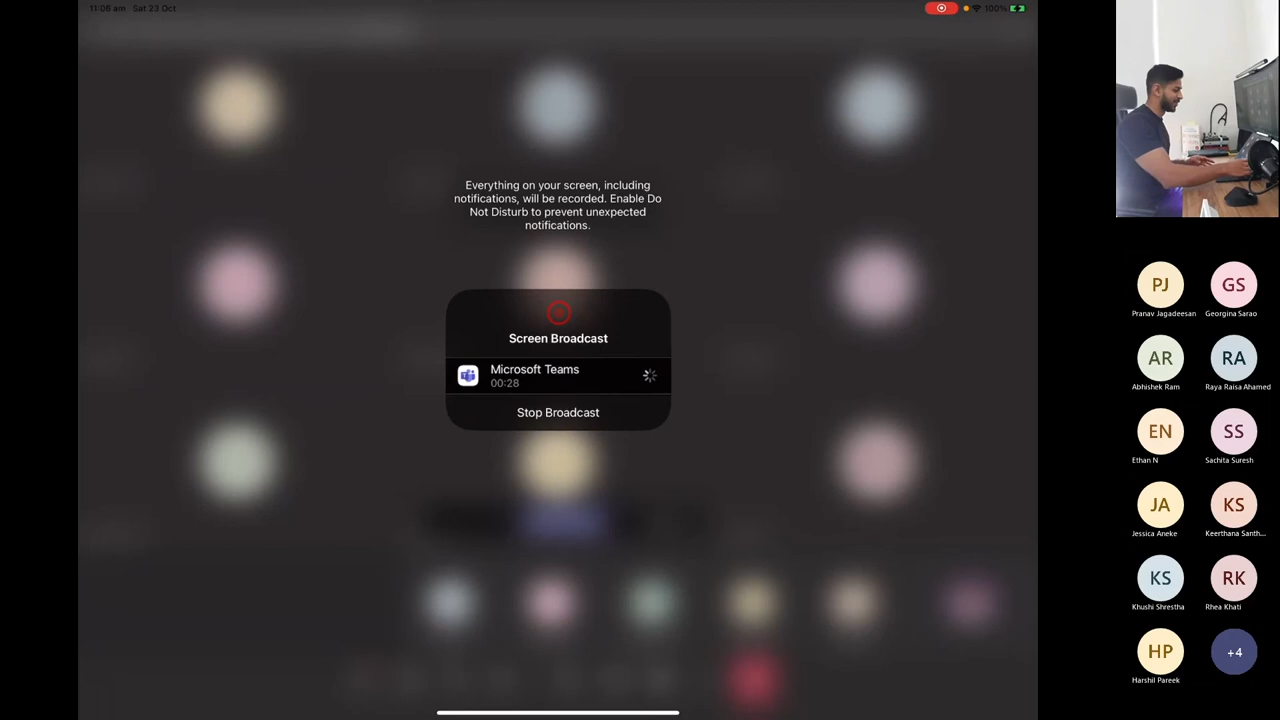 11:06 am Sat 23 Oct
100%
Everything on your screen, including
notifications, will be recorded. Enable Do
Not Disturb to prevent unexpected
notifications.
Screen Broadcast
Microsoft Teams
00:28
Stop Broadcast
PJ
Pranav Jagadeesan
GS
Georgina Sarao
AR
Abhishek Ram
RA
Raya Raisa Ahamed
EN
Ethan N
SS
Sachita Suresh
JA
Jessica Aneke
KS
Keerthana Santh...
KS
Khushi Shrestha
RK
Rhea Khati
HP
Harshil Pareek
+4